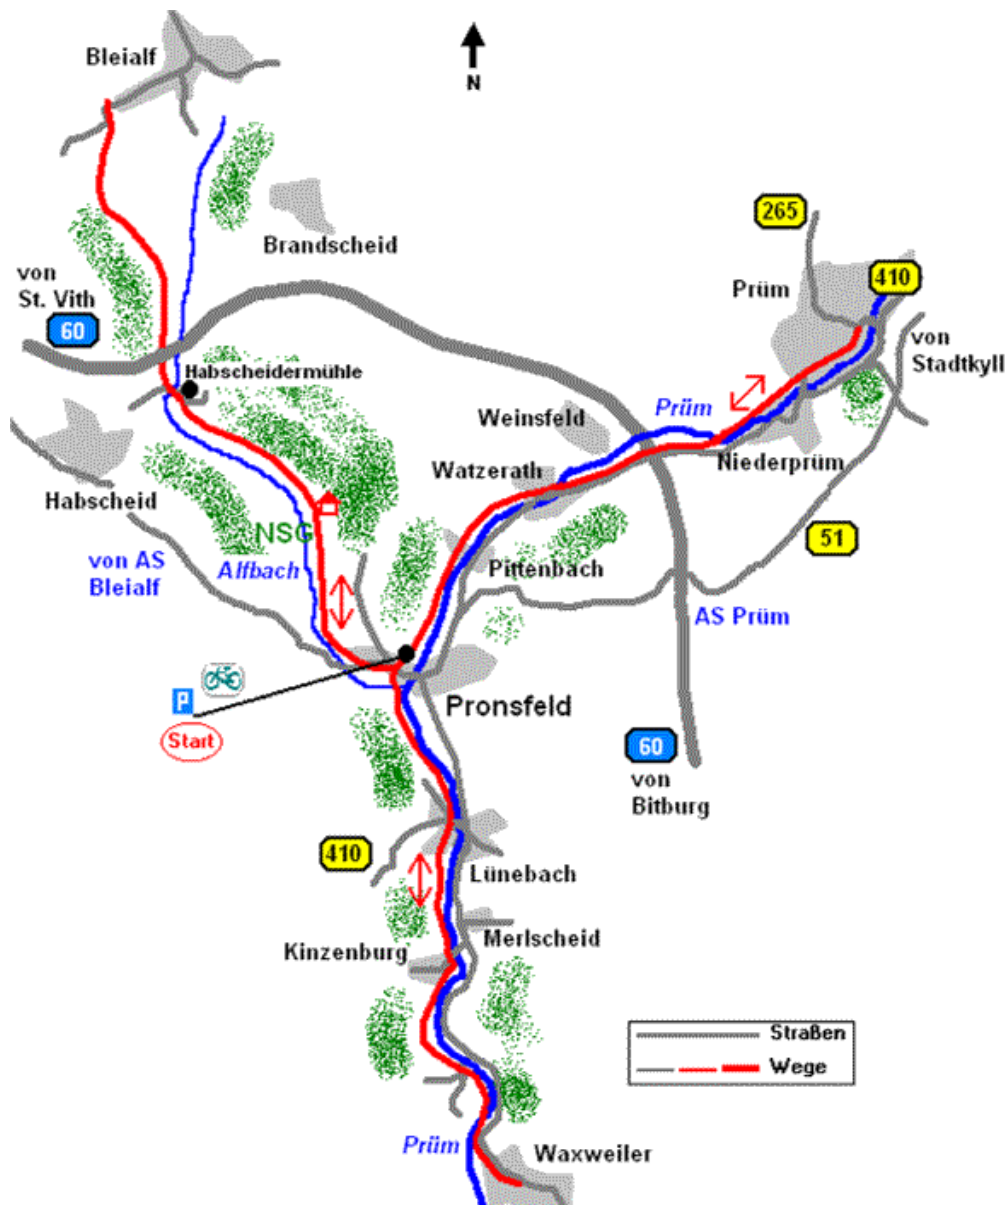 Bleialf
N
265
Brandscheid
410
von
St. Vith
Prüm
60
von
Stadtkyll
Habscheidermühle
Weinsfeld
Prüm
Watzerath
Niederprüm
Habscheid
NSG
51
von AS
Bleialf
Alfbach
Pittenbach
AS Prüm
P
Pronsfeld
Start
60
von
Bitburg
410
Lünebach
Kinzenburg
Merlscheid
Straßen
Wege
Prüm
Waxweiler